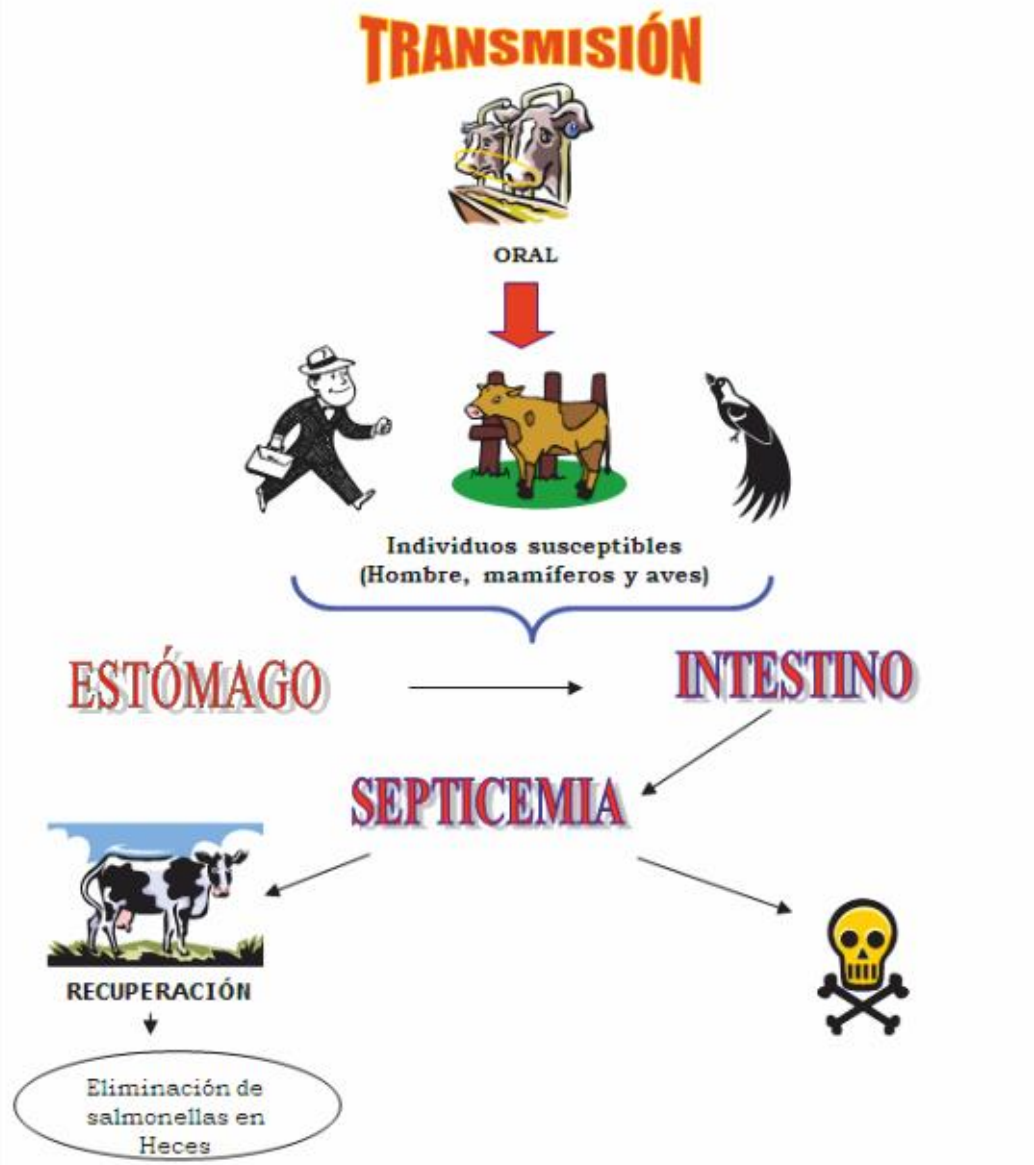 TRANSMISIÓN
ORAL
Individuos susceptibles
(Hombre, mamíferos y aves)
ESTÓMAGO
INTESTINO
SEPTICEMIA
RECUPERACIÓN
Eliminación de
salmonellas en
Heces